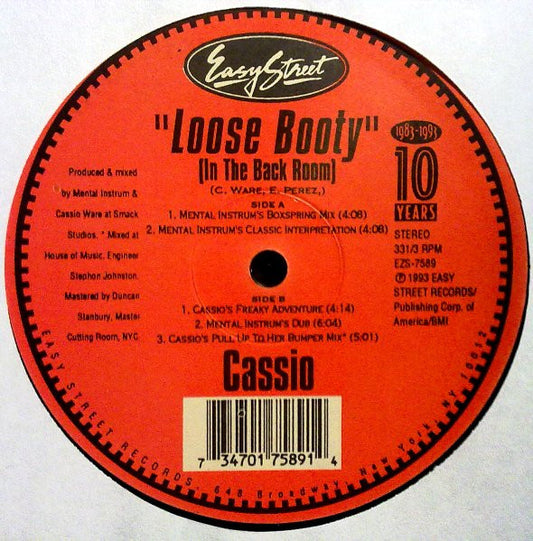 Easy Street
"Loose Booty"
(In The Back Room)
(C. Ware, E. Perez,)
SIDE A
1. Mental Instrum's Boxspring Mix (4:08)
2. Mental Instrum's Classic Interpretation (4:08)
Produced & mixed
by Mental Instrum &
Cassio Ware at Smack
Studios. * Mixed at
House of Music. Engineer
Stephon Johnston.
Mastered by Duncan
Stanbury, Master
Cutting Room, NYC
1983-1993
10
YEARS
STEREO
331/3 RPM
EZS-7589
℗ 1993 EASY
STREET RECORDS/
Publishing Corp. of
America/BMI
SIDE B
1. Cassio's Freaky Adventure (4:14)
2. Mental Instrum's Dub (6:04)
3. Cassio's Pull Up To Her Bumper Mix* (5:01)
Cassio
7 34701 75891 4
EASY STREET RECORDS, 648 Broadway, New York, NY 10012